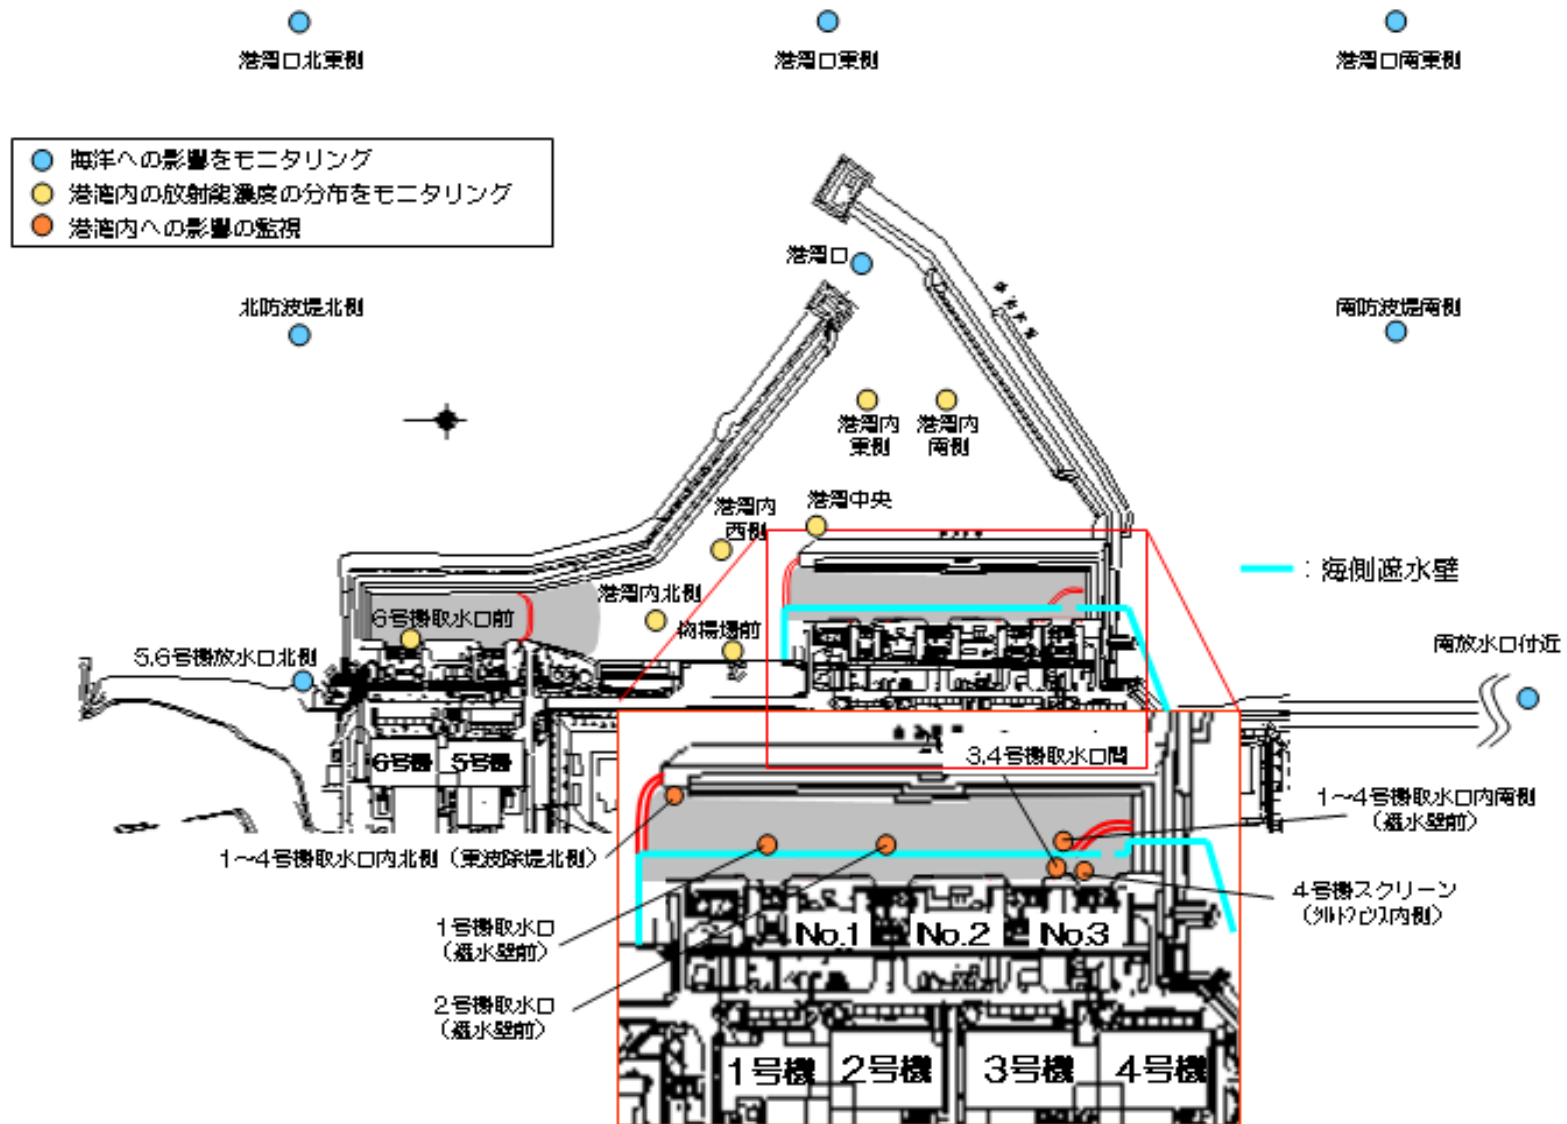 港湾口北東側
港湾口東側
港湾口南東側
海洋への影響をモニタリング
港湾内の放射能濃度の分布をモニタリング
港湾内への影響の監視
港湾口
北防波堤北側
南防波堤南側
港湾内
東側
港湾内
南側
港湾内
西側
港湾中央
：海側遮水壁
港湾内北側
6号機取水口前
物揚場前
5,6号機放水口北側
南放水口付近
6号機
5号機
3,4号機取水口間
1～4号機取水口内南側
（遮水壁前）
1～4号機取水口内北側（東波除堤北側）
4号機スクリーン
（シルトフェンス内側）
1号機取水口
（遮水壁前）
No.1
No.2
No.3
2号機取水口
（遮水壁前）
1号機
2号機
3号機
4号機